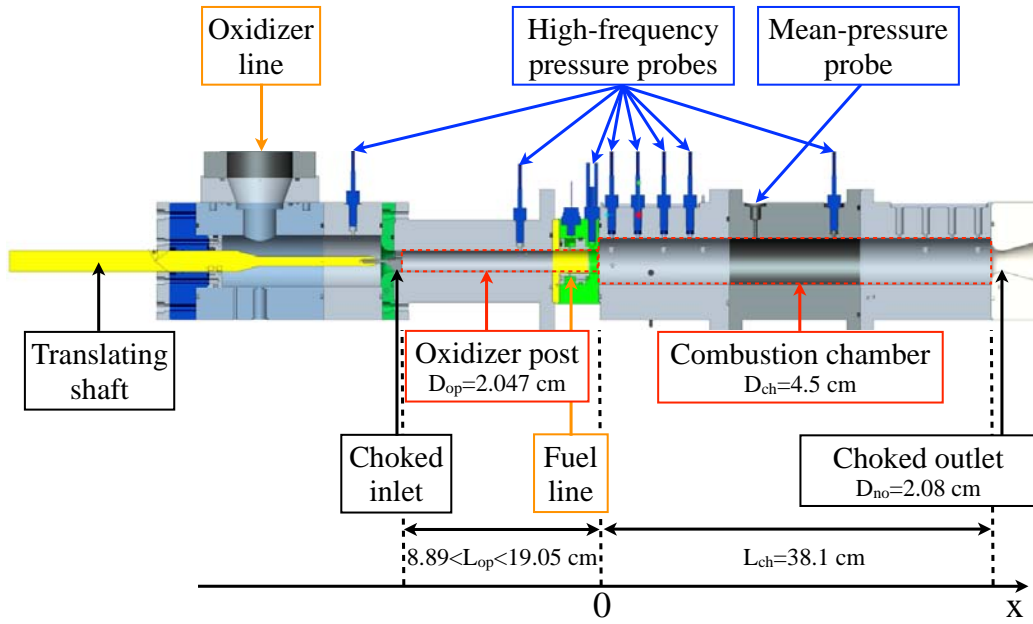 Oxidizer
line
High-frequency
pressure probes
Mean-pressure
probe
Translating
shaft
Oxidizer post
Dop=2.047 cm
Combustion chamber
Dch=4.5 cm
Choked
inlet
Fuel
line
Choked outlet
Dno=2.08 cm
8.89<Lop<19.05 cm
Lch=38.1 cm
0
x